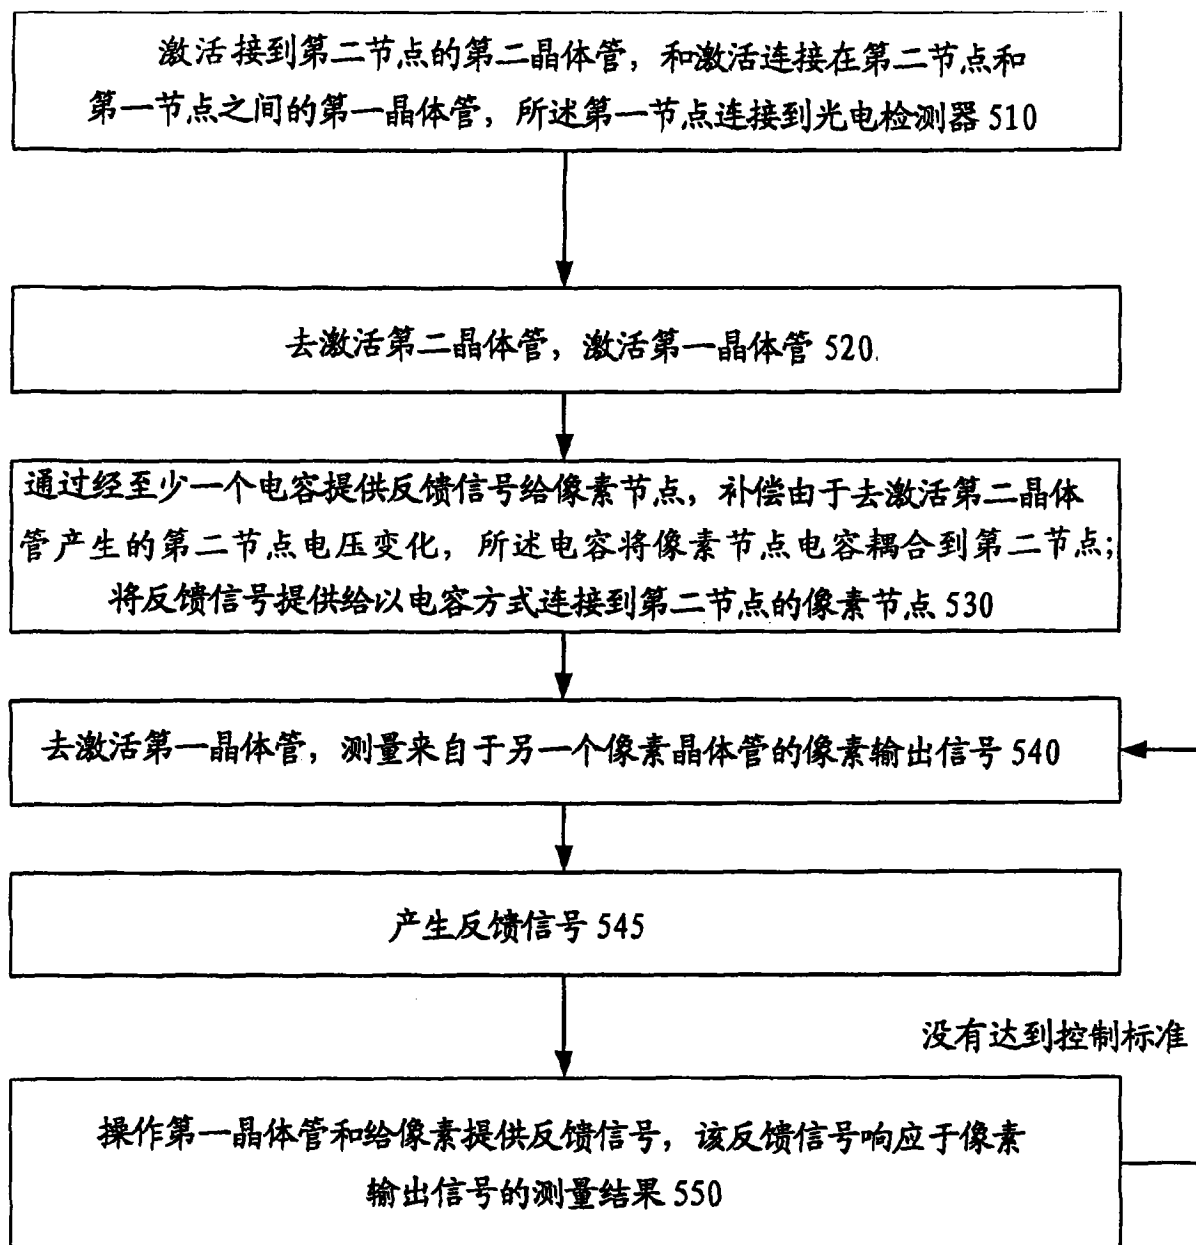 激活接到第二节点的第二晶体管，和激活连接在第二节点和
第一节点之间的第一晶体管，所述第一节点连接到光电检测器 510
去激活第二晶体管，激活第一晶体管 520
通过经至少一个电容提供反馈信号给像素节点，补偿由于去激活第二晶体
管产生的第二节点电压变化，所述电容将像素节点电容耦合到第二节点；
将反馈信号提供给以电容方式连接到第二节点的像素节点 530
去激活第一晶体管，测量来自于另一个像素晶体管的像素输出信号 540
产生反馈信号 545
没有达到控制标准
操作第一晶体管和给像素提供反馈信号，该反馈信号响应于像素
输出信号的测量结果 550